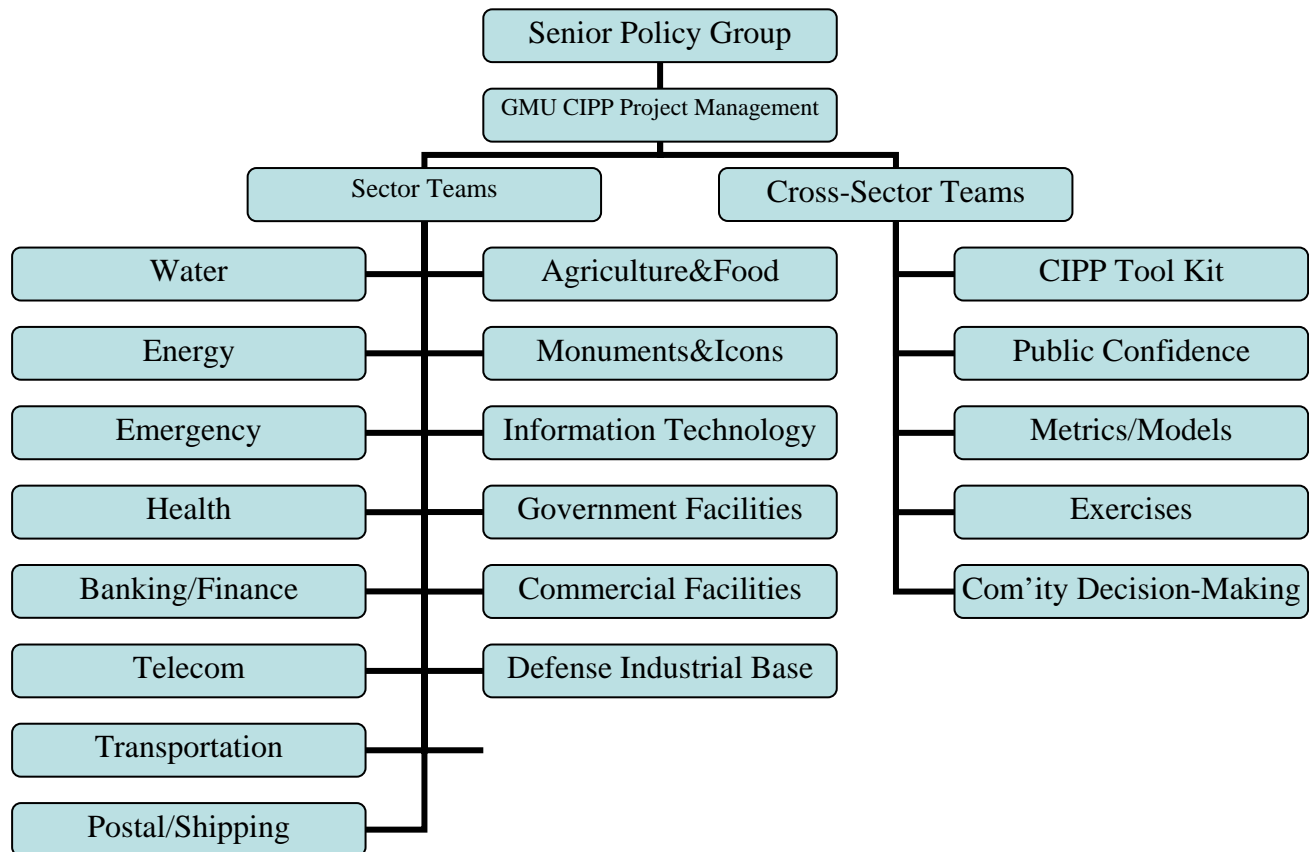 Senior Policy Group
GMU CIPP Project Management
Sector Teams
Cross-Sector Teams
Water
Agriculture&Food
CIPP Tool Kit
Energy
Monuments&Icons
Public Confidence
Emergency
Information Technology
Metrics/Models
Health
Government Facilities
Exercises
Banking/Finance
Commercial Facilities
Com’ity Decision-Making
Telecom
Defense Industrial Base
Transportation
Postal/Shipping